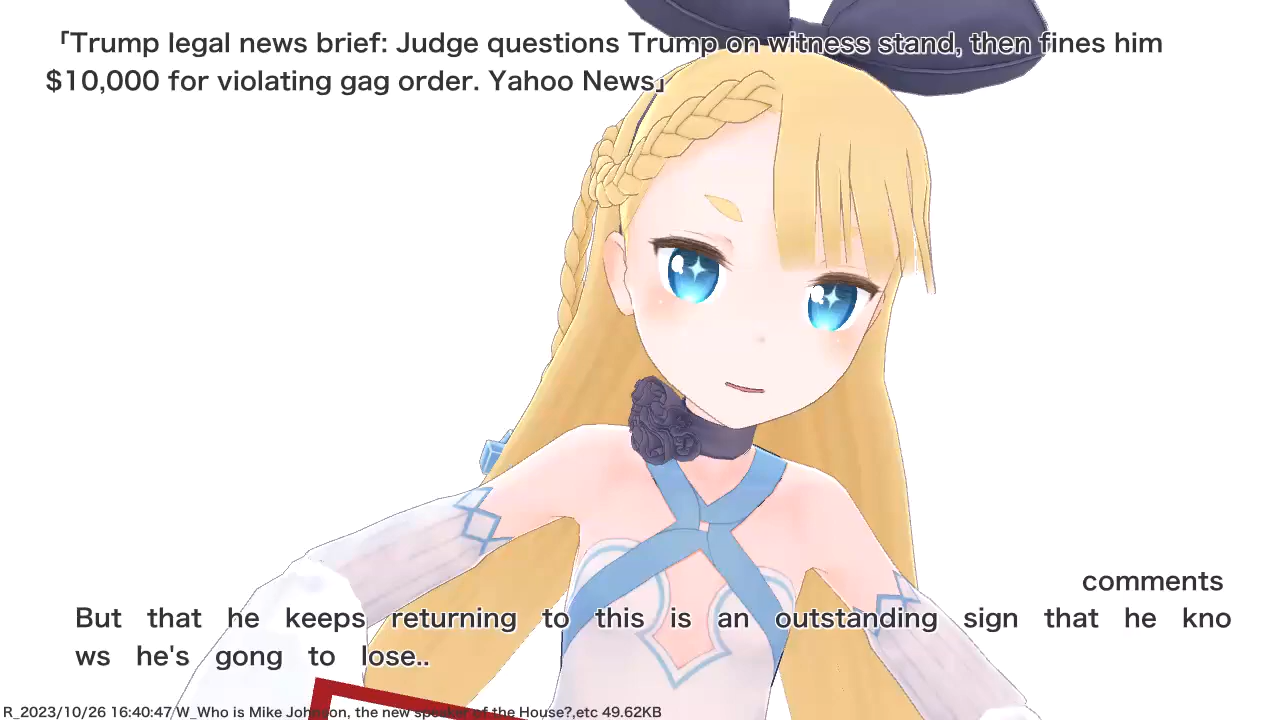 「Trump legal news brief: Judge questions Trump on witness stand, then fines him
$10,000 for violating gag order. Yahoo News」
comments
But that he keeps returning to this is an outstanding sign that he kno
ws he's gong to lose..
R_2023/10/26 16:40:47 W_Who is Mike Johnson, the new speaker of the House?,etc 49.62KB